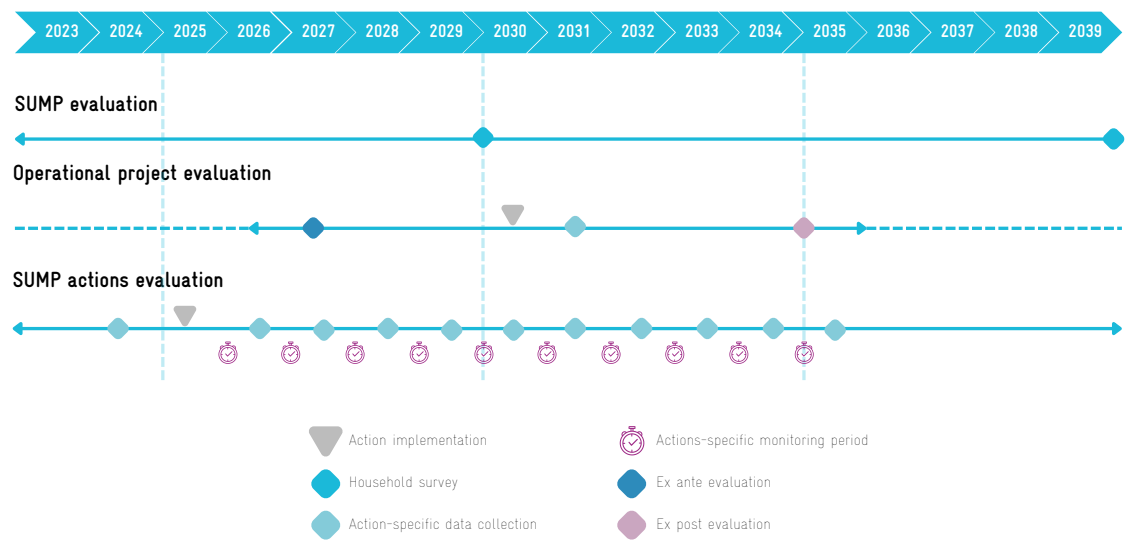 2023 2024 2025 2026 2027 2028 2029 2030 2031 2032 2033 2034 2035 2036 2037 2038 2039
SUMP evaluation
Operational project evaluation
SUMP actions evaluation
Action implementation
Actions-specific monitoring period
Household survey
Ex ante evaluation
Action-specific data collection
Ex post evaluation